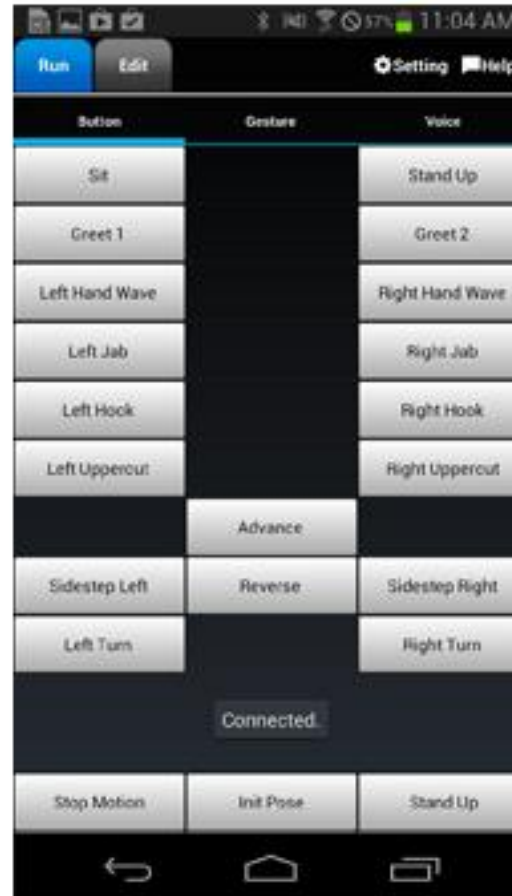 57% 11:04 AM
Run Edit Setting Help
Button Gesture Voice
Sit Stand Up
Greet 1 Greet 2
Left Hand Wave Right Hand Wave
Left Jab Right Jab
Left Hook Right Hook
Left Uppercut Right Uppercut
Advance
Sidestep Left Reverse Sidestep Right
Left Turn Right Turn
Connected.
Stop Motion Init Pose Stand Up